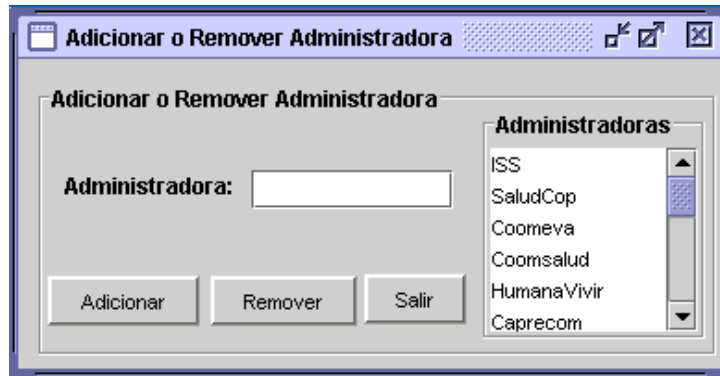 Adicionar o Remover Administradora
Adicionar o Remover Administradora
Administradoras
Administradora:
ISS
SaludCop
Coomeva
Coomsalud
HumanaVivir
Caprecom
Adicionar
Remover
Salir